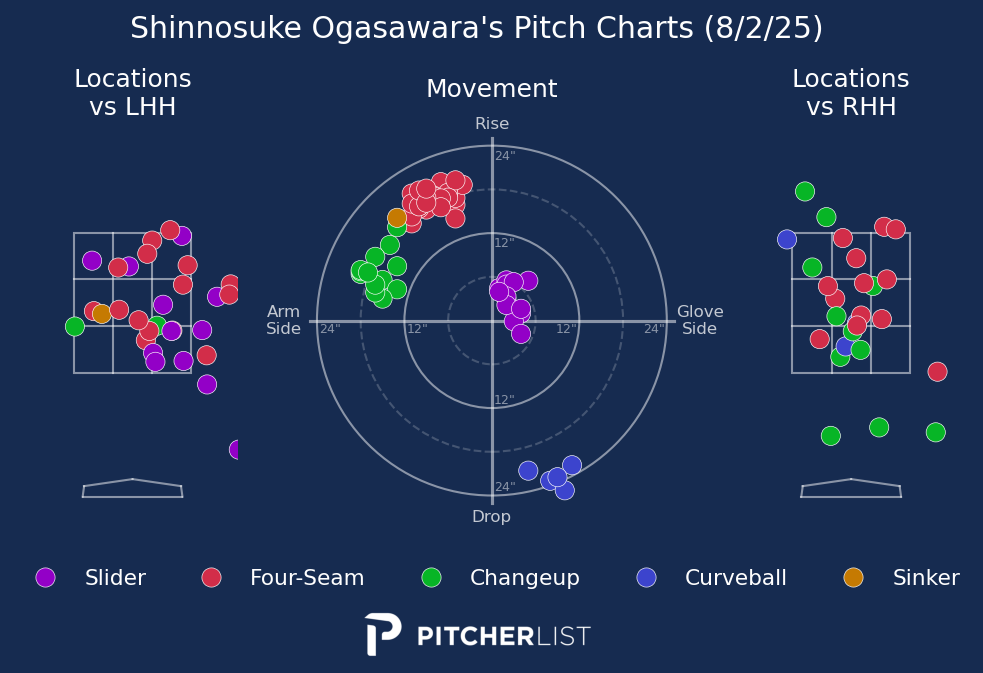 Shinnosuke Ogasawara's Pitch Charts (8/2/25)
Locations
vs LHH
Movement
Locations
vs RHH
Rise
24"
12"
Arm
Side
24"
12"
12"
24"
Glove
Side
12"
24"
Drop
Slider
Four-Seam
Changeup
Curveball
Sinker
PITCHERLIST